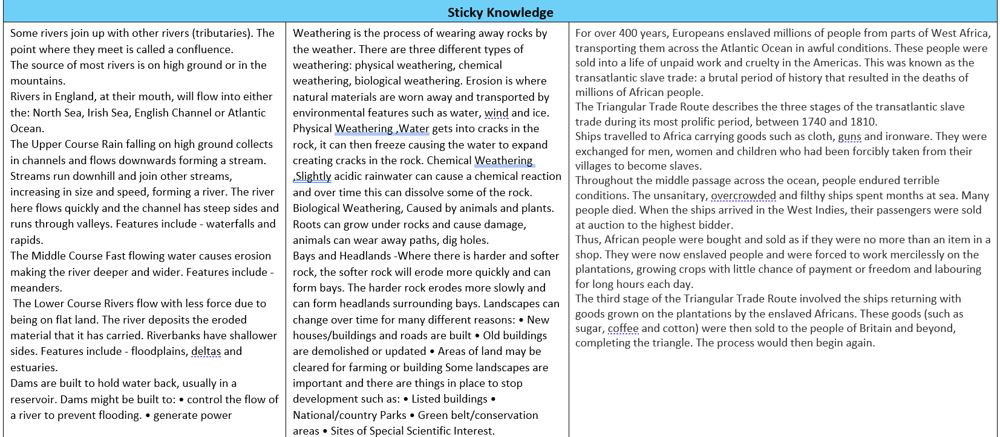 Sticky Knowledge
Some rivers join up with other rivers (tributaries). The
point where they meet is called a confluence.
The source of most rivers is on high ground or in the
mountains.
Rivers in England, at their mouth, will flow into either
the: North Sea, Irish Sea, English Channel or Atlantic
Ocean.
The Upper Course Rain falling on high ground collects
in channels and flows downwards forming a stream.
Streams run downhill and join other streams,
increasing in size and speed, forming a river. The river
here flows quickly and the channel has steep sides and
runs through valleys. Features include - waterfalls and
rapids.
The Middle Course Fast flowing water causes erosion
making the river deeper and wider. Features include -
meanders.
The Lower Course Rivers flow with less force due to
being on flat land. The river deposits the eroded
material that it has carried. Riverbanks have shallower
sides. Features include - floodplains, deltas and
estuaries.
Dams are built to hold water back, usually in a
reservoir. Dams might be built to: • control the flow of
a river to prevent flooding. • generate power
Weathering is the process of wearing away rocks by
the weather. There are three different types of
weathering: physical weathering, chemical
weathering, biological weathering. Erosion is where
natural materials are worn away and transported by
environmental features such as water, wind and ice.
Physical Weathering ,Water gets into cracks in the
rock, it can then freeze causing the water to expand
creating cracks in the rock. Chemical Weathering
,Slightly acidic rainwater can cause a chemical reaction
and over time this can dissolve some of the rock.
Biological Weathering, Caused by animals and plants.
Roots can grow under rocks and cause damage,
animals can wear away paths, dig holes.
Bays and Headlands -Where there is harder and softer
rock, the softer rock will erode more quickly and can
form bays. The harder rock erodes more slowly and
can form headlands surrounding bays. Landscapes can
change over time for many different reasons: • New
houses/buildings and roads are built • Old buildings
are demolished or updated • Areas of land may be
cleared for farming or building Some landscapes are
important and there are things in place to stop
development such as: • Listed buildings •
National/country Parks • Green belt/conservation
areas • Sites of Special Scientific Interest.
For over 400 years, Europeans enslaved millions of people from parts of West Africa,
transporting them across the Atlantic Ocean in awful conditions. These people were
sold into a life of unpaid work and cruelty in the Americas. This was known as the
transatlantic slave trade: a brutal period of history that resulted in the deaths of
millions of African people.
The Triangular Trade Route describes the three stages of the transatlantic slave
trade during its most prolific period, between 1740 and 1810.
Ships travelled to Africa carrying goods such as cloth, guns and ironware. They were
exchanged for men, women and children who had been forcibly taken from their
villages to become slaves.
Throughout the middle passage across the ocean, people endured terrible
conditions. The unsanitary, overcrowded and filthy ships spent months at sea. Many
people died. When the ships arrived in the West Indies, their passengers were sold
at auction to the highest bidder.
Thus, African people were bought and sold as if they were no more than an item in a
shop. They were now enslaved people and were forced to work mercilessly on the
plantations, growing crops with little chance of payment or freedom and labouring
for long hours each day.
The third stage of the Triangular Trade Route involved the ships returning with
goods grown on the plantations by the enslaved Africans. These goods (such as
sugar, coffee and cotton) were then sold to the people of Britain and beyond,
completing the triangle. The process would then begin again.